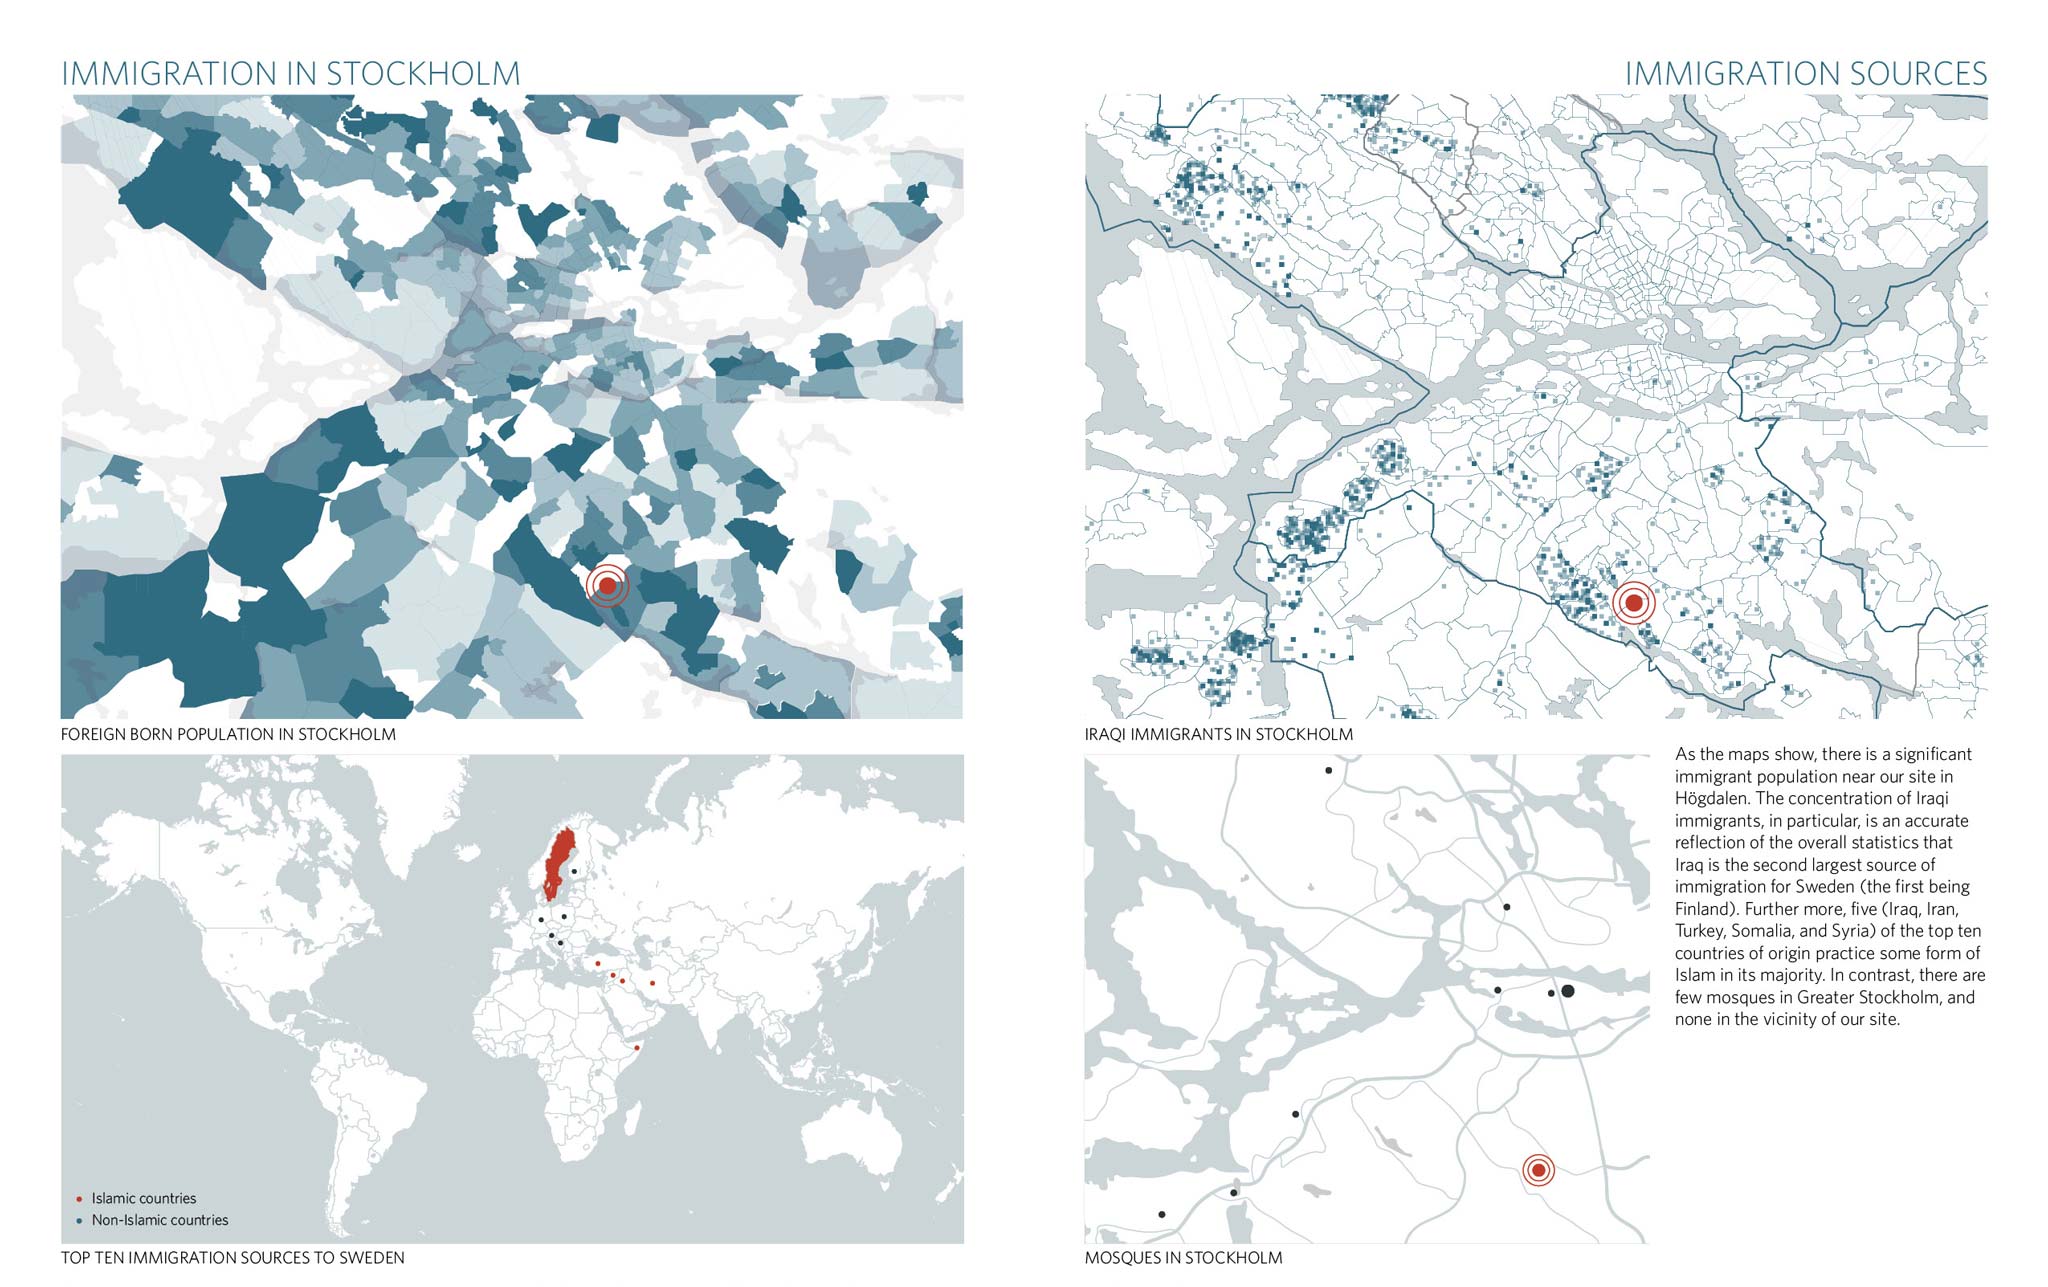 IMMIGRATION IN STOCKHOLM
FOREIGN BORN POPULATION IN STOCKHOLM
Islamic countries
Non-Islamic countries
TOP TEN IMMIGRATION SOURCES TO SWEDEN
IMMIGRATION SOURCES
IRAQI IMMIGRANTS IN STOCKHOLM
MOSQUES IN STOCKHOLM
As the maps show, there is a significant
immigrant population near our site in
Högdalen. The concentration of Iraqi
immigrants, in particular, is an accurate
reflection of the overall statistics that
Iraq is the second largest source of
immigration for Sweden (the first being
Finland). Further more, five (Iraq, Iran,
Turkey, Somalia, and Syria) of the top ten
countries of origin practice some form of
Islam in its majority. In contrast, there are
few mosques in Greater Stockholm, and
none in the vicinity of our site.